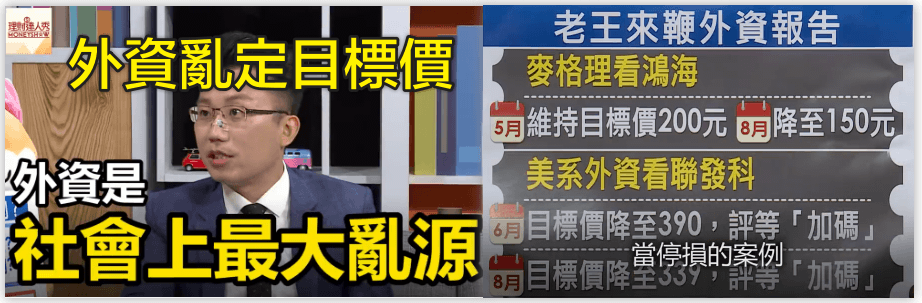 理財達人秀
MONEYSHOW
外資亂定目標價
外資是
社會上最大亂源
老王來鞭外資報告
麥格理看鴻海
5月 維持目標價200元 8月 降至150元
美系外資看聯發科
6月 目標價降至390，評等「加碼」
當停損的案例
8月 目標價降至339，評等「加碼」